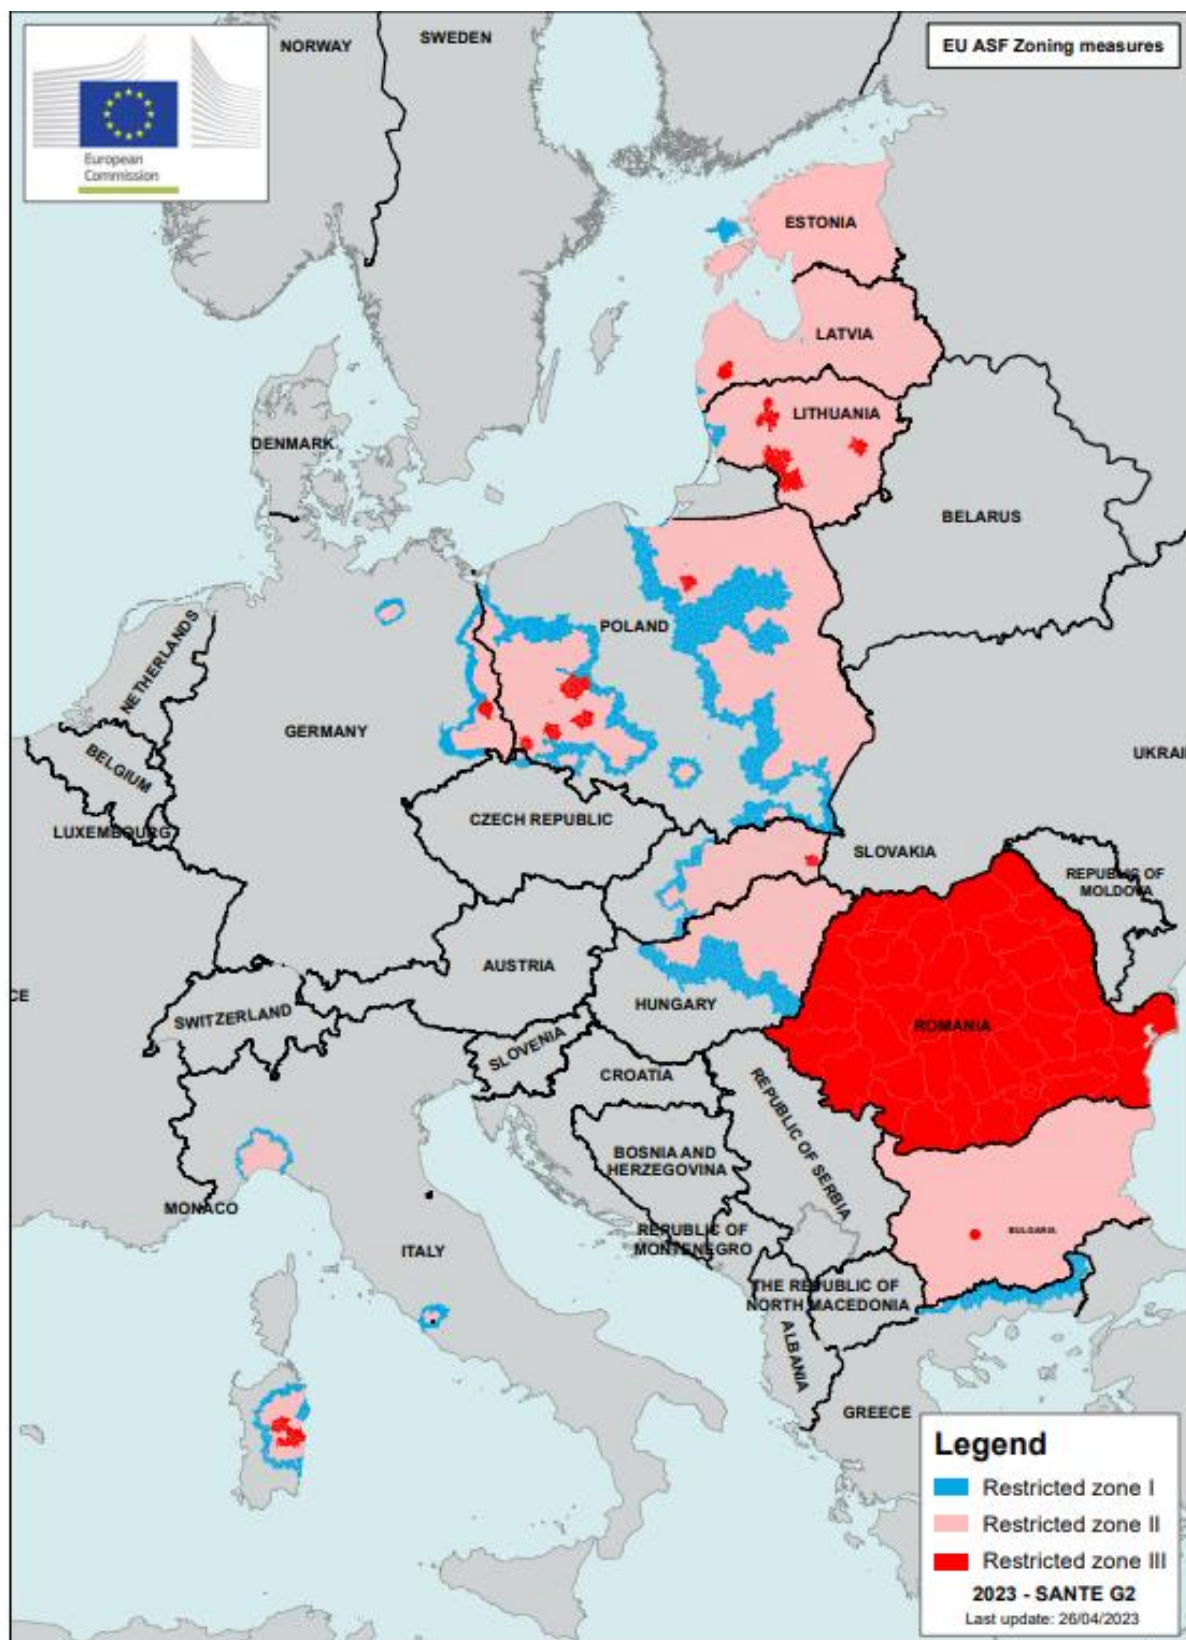 NORWAY
SWEDEN
EU ASF Zoning measures
European
Commission
ESTONIA
LATVIA
LITHUANIA
DENMARK
BELARUS
NETHERLANDS
POLAND
GERMANY
BELGIUM
UKRAI
LUXEMBOURG
CZECH REPUBLIC
SLOVAKIA
REPUBLIC OF
MOLDOVA
AUSTRIA
CE
HUNGARY
SWITZERLAND
ROMANIA
SLOVENIA
CROATIA
REPUBLIC OF SERBIA
BOSNIA AND
HERZEGOVINA
MONACO
ITALY
REPUBLIC OF
MONTENEGRO
BULGARIA
THE REPUBLIC OF
NORTH MACEDONIA
ALBANIA
GREECE
Legend
Restricted zone I
Restricted zone II
Restricted zone III
2023 - SANTE G2
Last update: 26/04/2023